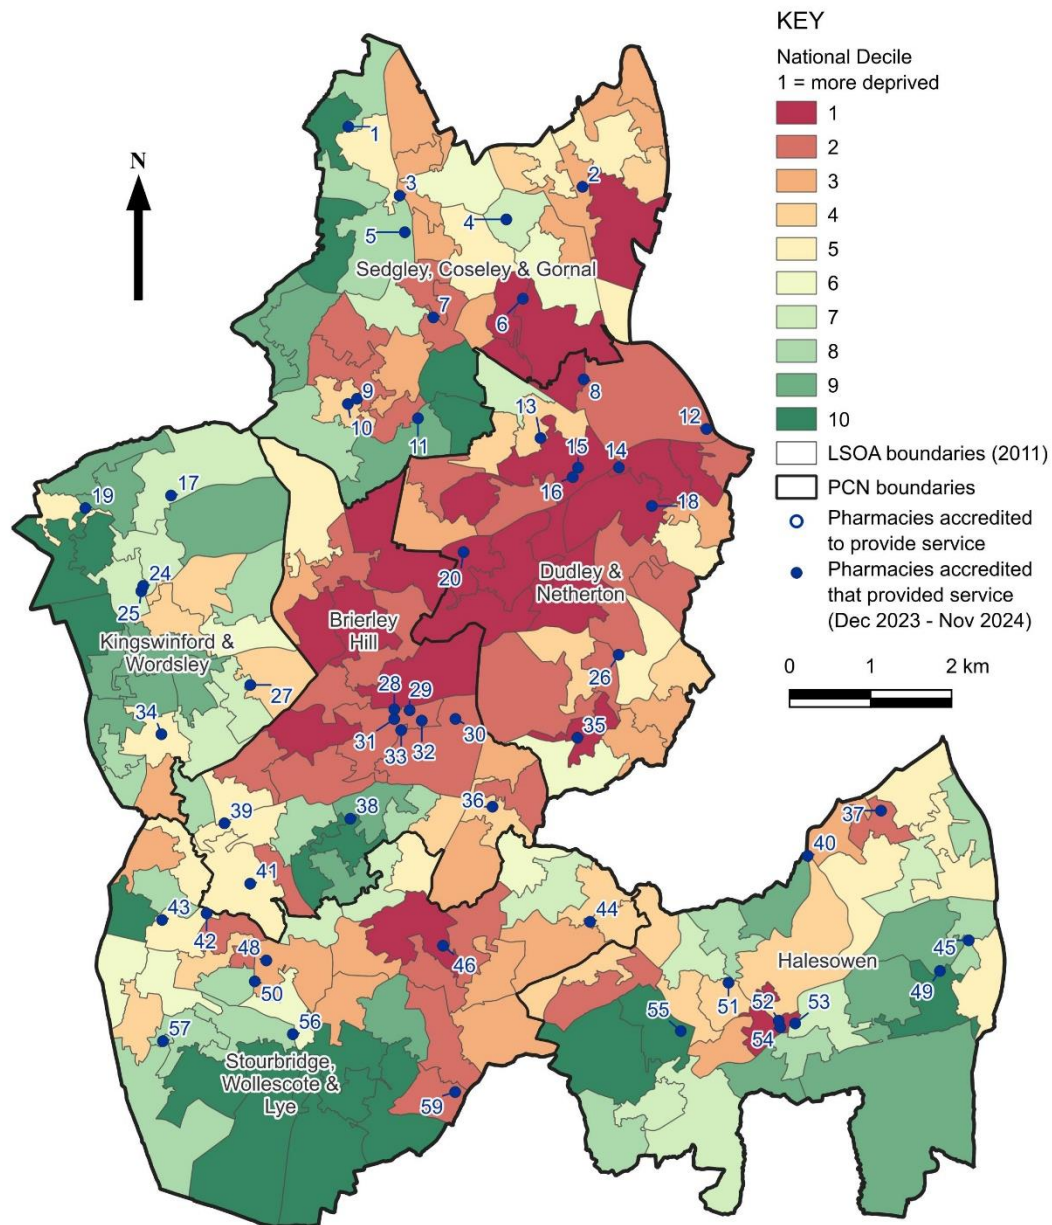 KEY
National Decile
1 = more deprived
1
2
3
4
5
6
7
8
9
10
LSOA boundaries (2011)
PCN boundaries
Pharmacies accredited
to provide service
Pharmacies accredited
that provided service
(Dec 2023 - Nov 2024)
N
0 1 2 km
1
2
3
4
5
Sedgley, Coseley & Gornal
6
7
8
9
10
11
12
13
14
15
16
17
18
19
20
Dudley &
Netherton
Brierley
Hill
24
25
Kingswinford &
Wordsley
26
27
28
29
30
31
32
33
34
35
36
37
38
39
40
41
42
43
44
45
46
Halesowen
48
49
50
51
52
53
54
55
56
57
Stourbridge,
Wollescote &
Lye
59